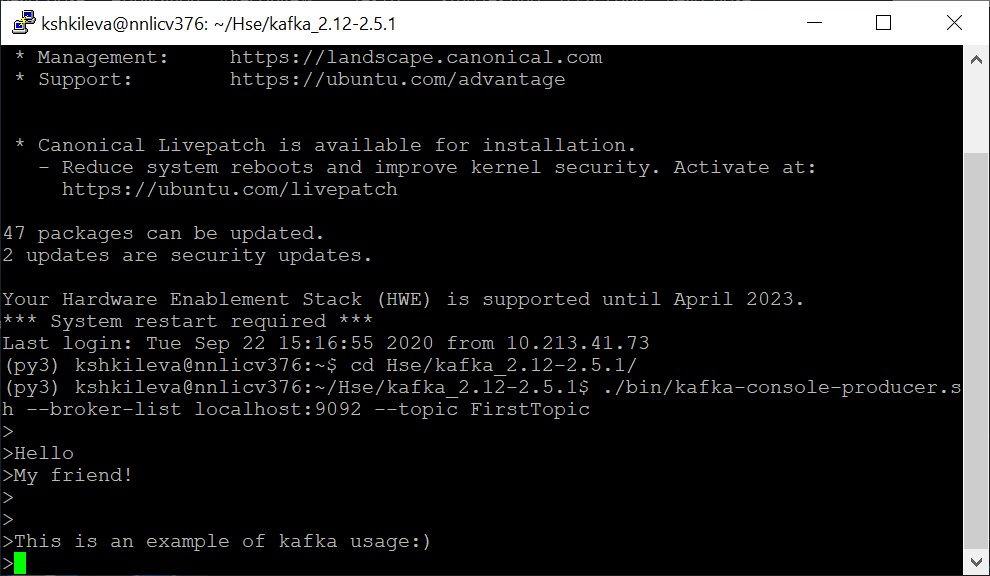 kshkileva@nnlicv376: ~/Hse/kafka_2.12-2.5.1
* Management:     https://landscape.canonical.com
* Support:        https://ubuntu.com/advantage
* Canonical Livepatch is available for installation.
- Reduce system reboots and improve kernel security. Activate at:
https://ubuntu.com/livepatch
47 packages can be updated.
2 updates are security updates.
Your Hardware Enablement Stack (HWE) is supported until April 2023.
*** System restart required ***
Last login: Tue Sep 22 15:16:55 2020 from 10.213.41.73
(py3) kshkileva@nnlicv376:~$ cd Hse/kafka_2.12-2.5.1/
(py3) kshkileva@nnlicv376:~/Hse/kafka_2.12-2.5.1$ ./bin/kafka-console-producer.s
h --broker-list localhost:9092 --topic FirstTopic
>
>Hello
>My friend!
>
>
>This is an example of kafka usage:)
>